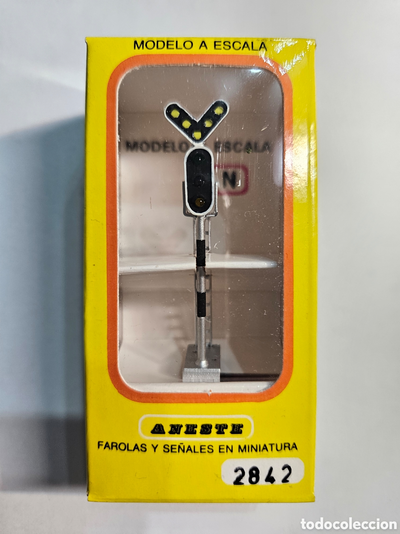 MODELO A ESCALA
MODELO A ESCALA
N
ANESTE
FAROLAS Y SEÑALES EN MINIATURA
2842
todocoleccion